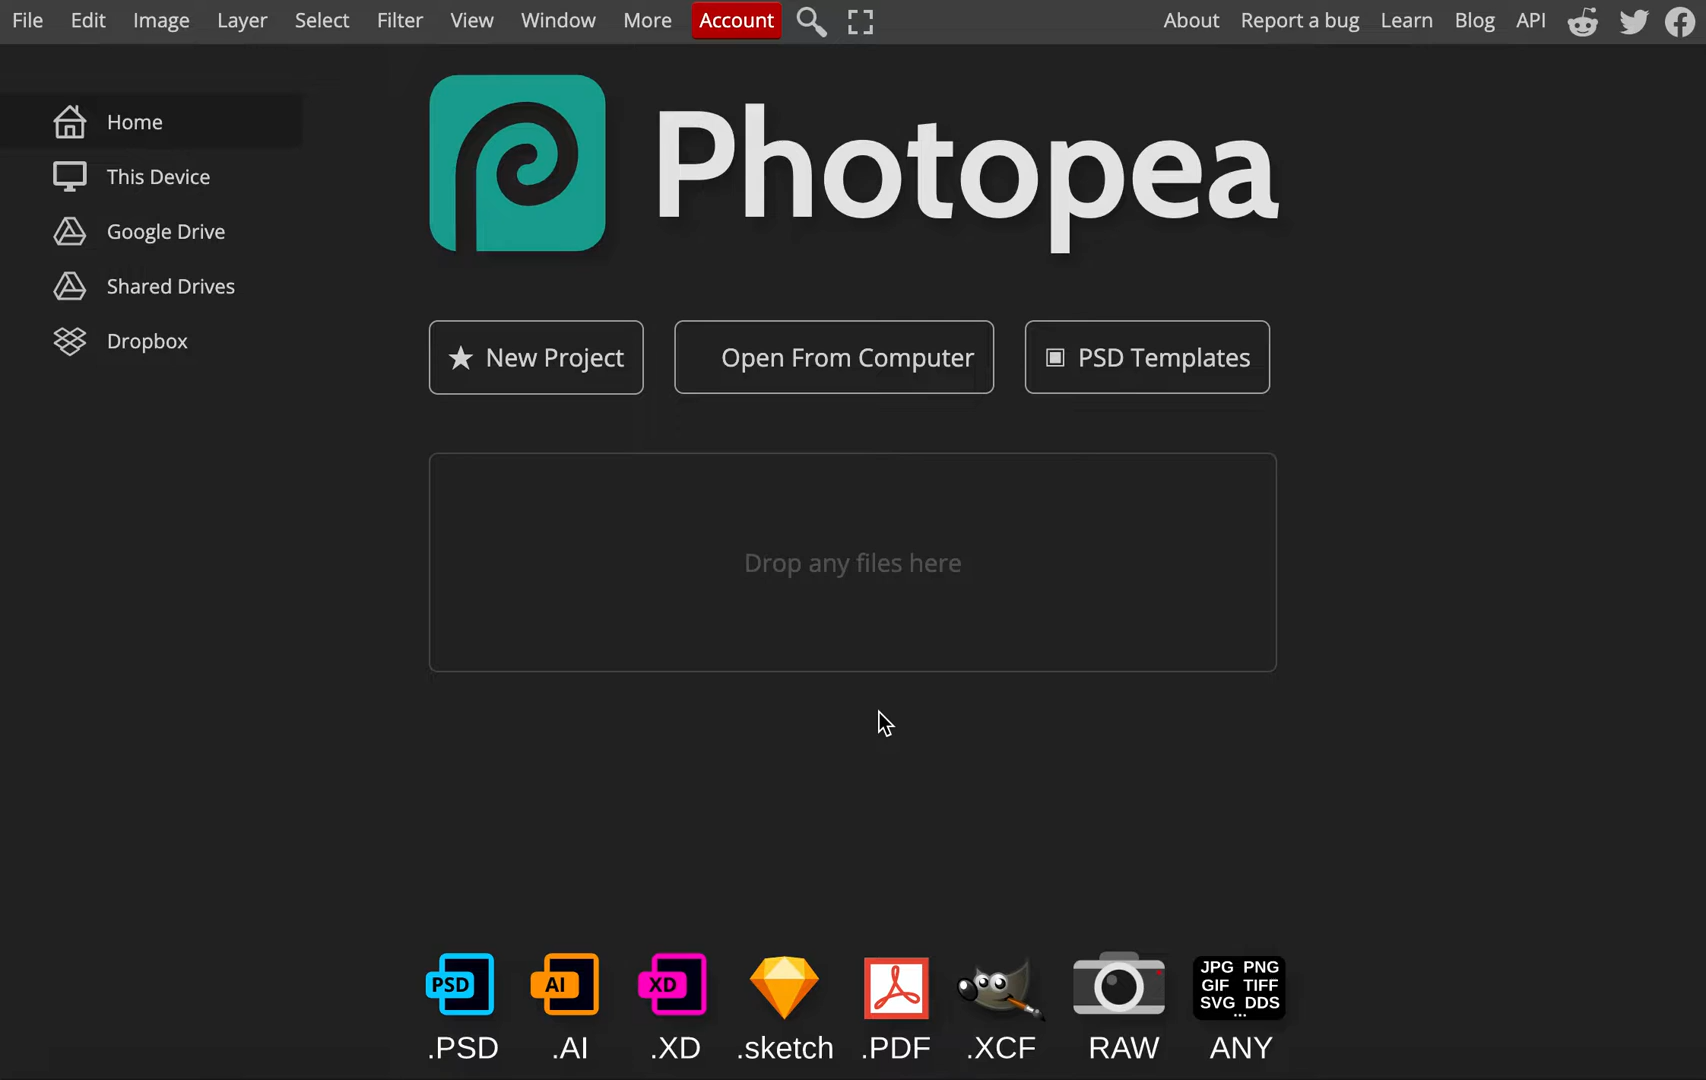 File Edit Image Layer Select Filter View Window More Account About Report a bug Learn Blog API
Home
This Device
Google Drive
Shared Drives
Dropbox
Photopea
New Project Open From Computer PSD Templates
Drop any files here
PSD AI XD
JPG PNG
GIF TIFF
SVG DDS
...
.PSD .AI .XD .sketch .PDF .XCF RAW ANY